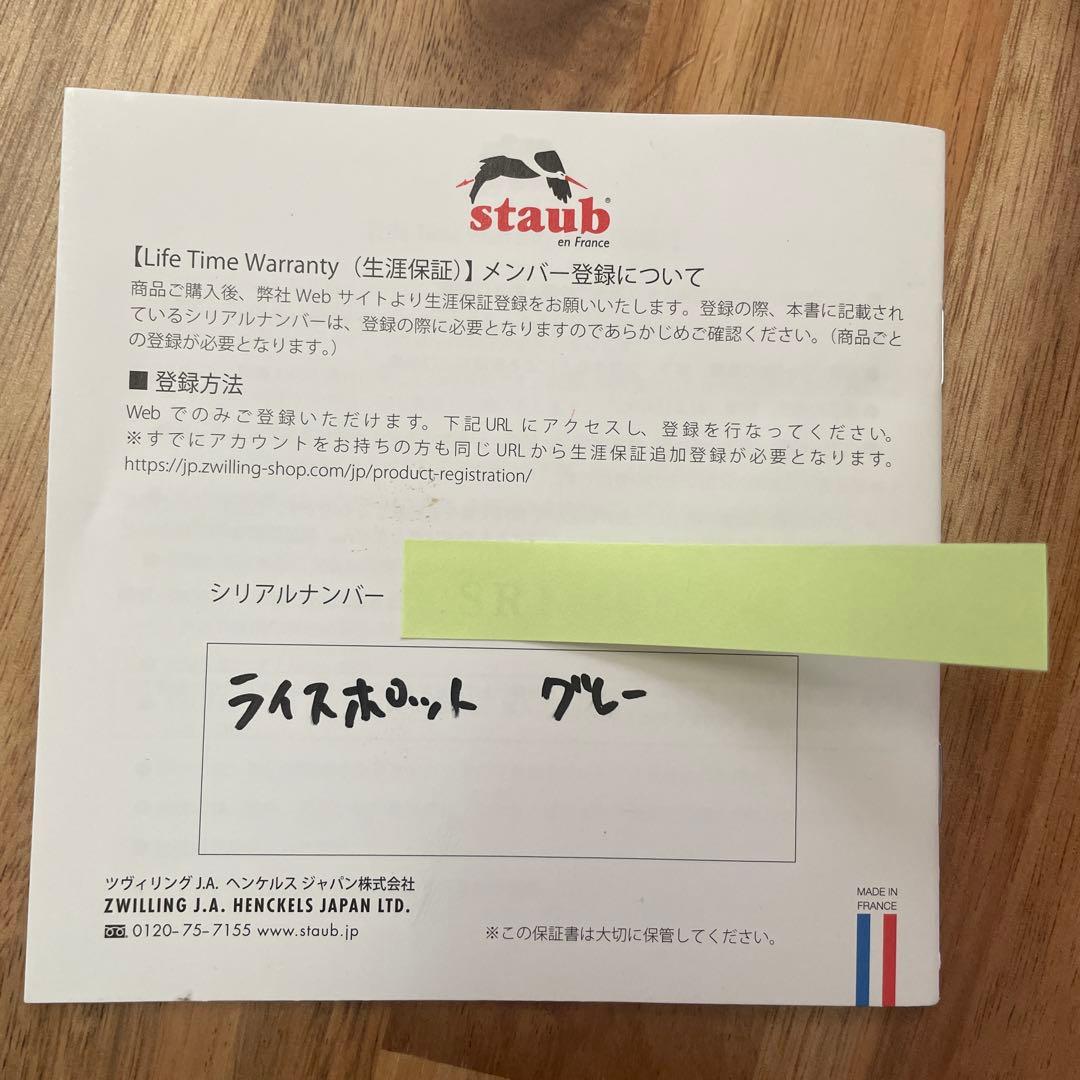 staub®
en France
【Life Time Warranty（生涯保証）】メンバー登録について
商品ご購入後、弊社 Web サイトより生涯保証登録をお願いいたします。登録の際、本書に記載され
ているシリアルナンバーは、登録の際に必要となりますのであらかじめご確認ください。（商品ごと
の登録が必要となります。）
■ 登録方法
Web でのみご登録いただけます。下記 URL にアクセスし、登録を行なってください。
※すでにアカウントをお持ちの方も同じ URL から生涯保証追加登録が必要となります。
https://jp.zwilling-shop.com/jp/product-registration/
シリアルナンバー
ライスポット グレー
ツヴィリング J.A. ヘンケルス ジャパン株式会社
ZWILLING J.A. HENCKELS JAPAN LTD.
0120-75-7155 www.staub.jp
※この保証書は大切に保管してください。
MADE IN
FRANCE